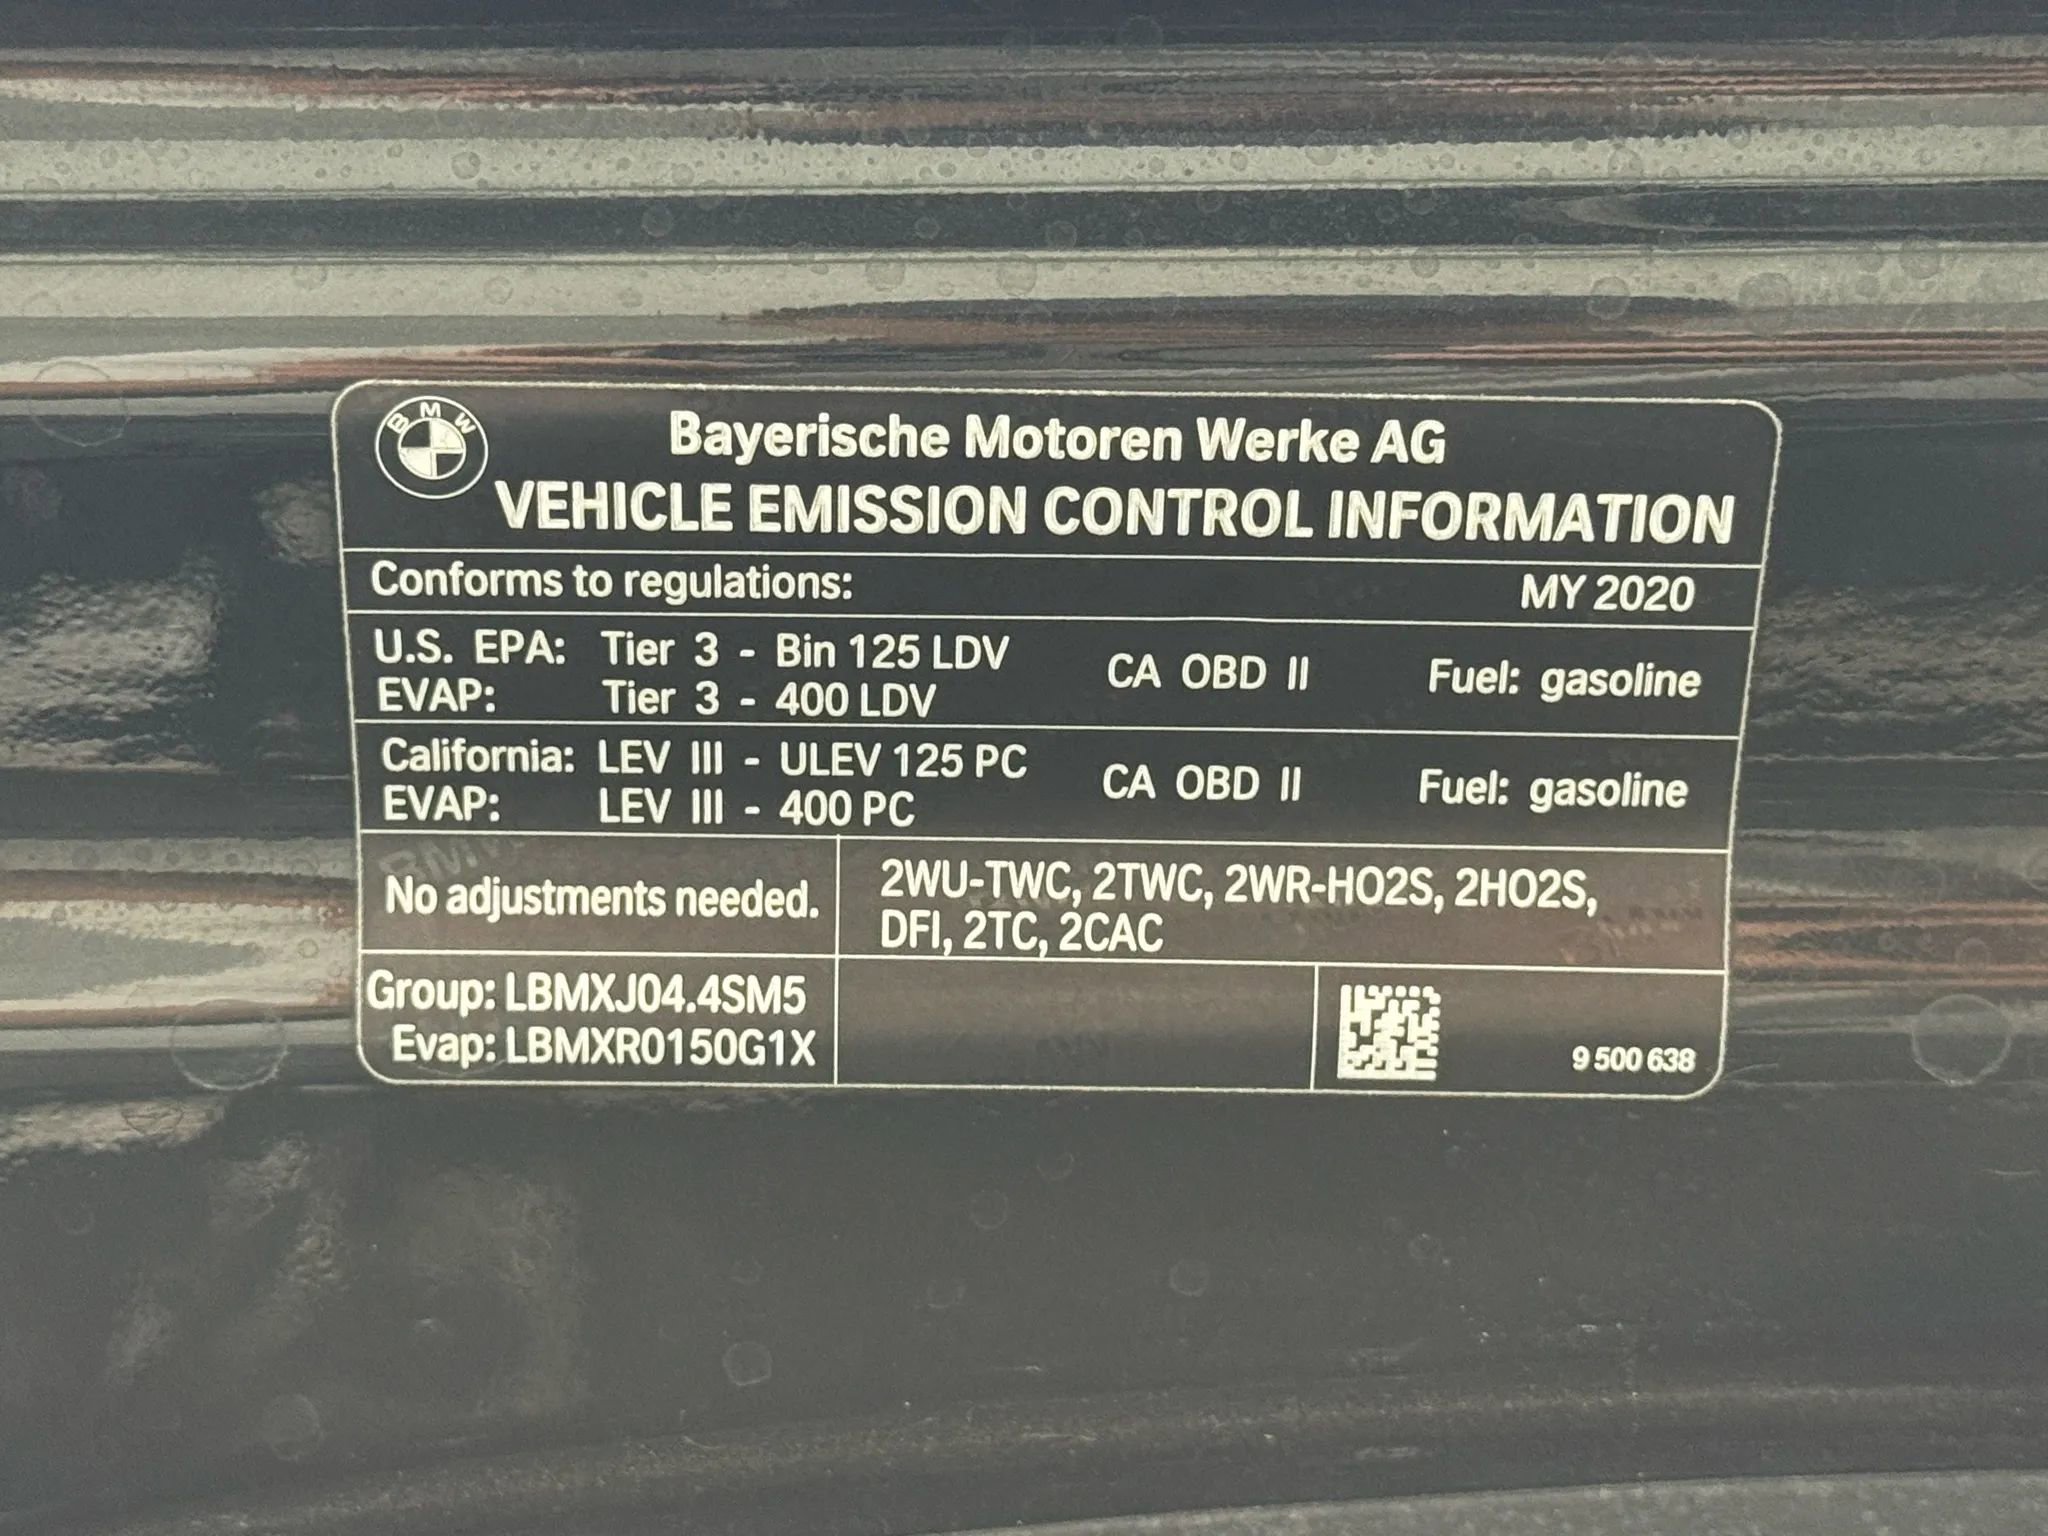 BMW
Bayerische Motoren Werke AG
VEHICLE EMISSION CONTROL INFORMATION
Conforms to regulations: MY 2020
U.S. EPA: Tier 3 - Bin 125 LDV CA OBD II Fuel: gasoline
EVAP: Tier 3 - 400 LDV
California: LEV III - ULEV 125 PC CA OBD II Fuel: gasoline
EVAP: LEV III - 400 PC
No adjustments needed.
2WU-TWC, 2TWC, 2WR-HO2S, 2HO2S,
DFI, 2TC, 2CAC
Group: LBMXJ04.4SM5
Evap: LBMXR0150G1X
9 500 638